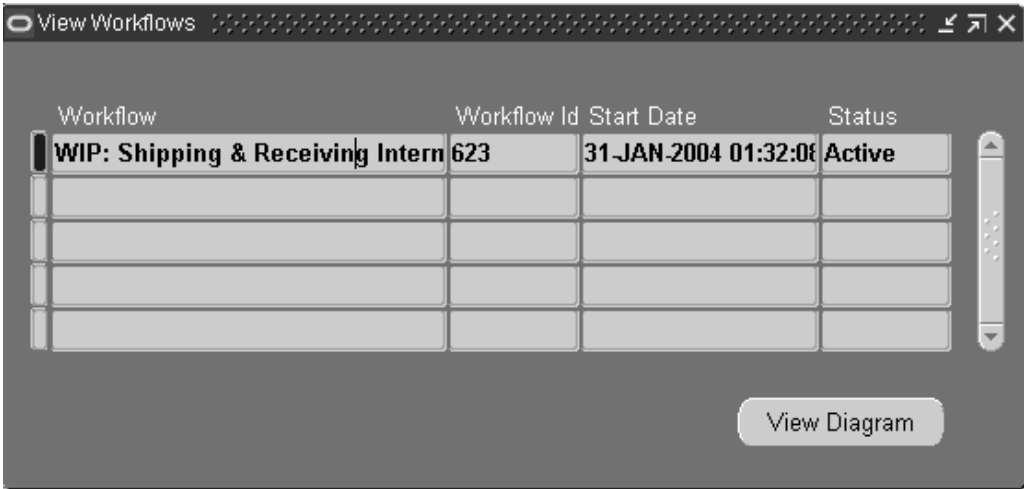 View Workflows
Workflow Workflow Id Start Date Status
WIP: Shipping & Receiving Intern 623 31-JAN-2004 01:32:08 Active
View Diagram